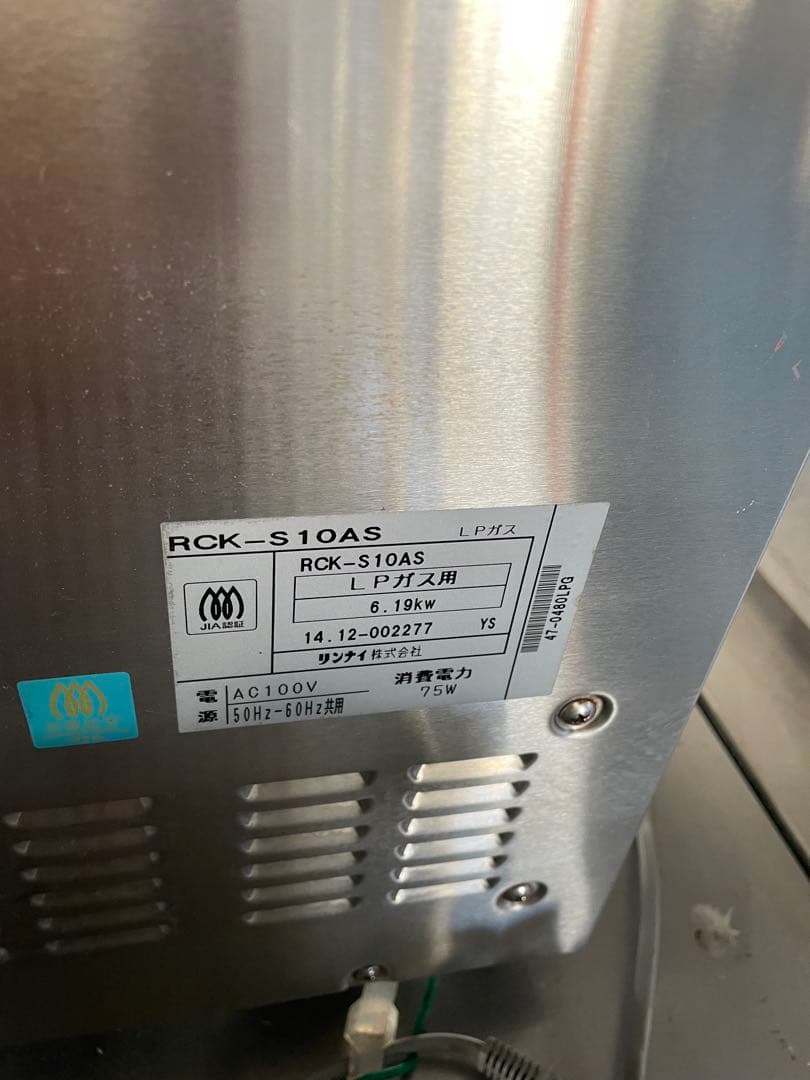 RCK-S10AS LPガス
RCK-S10AS
LPガス用
6.19kw
14.12-002277 YS
リンナイ株式会社
JIA認証
47-0480LPG
電源
AC100V
50Hz-60Hz共用
消費電力
75W